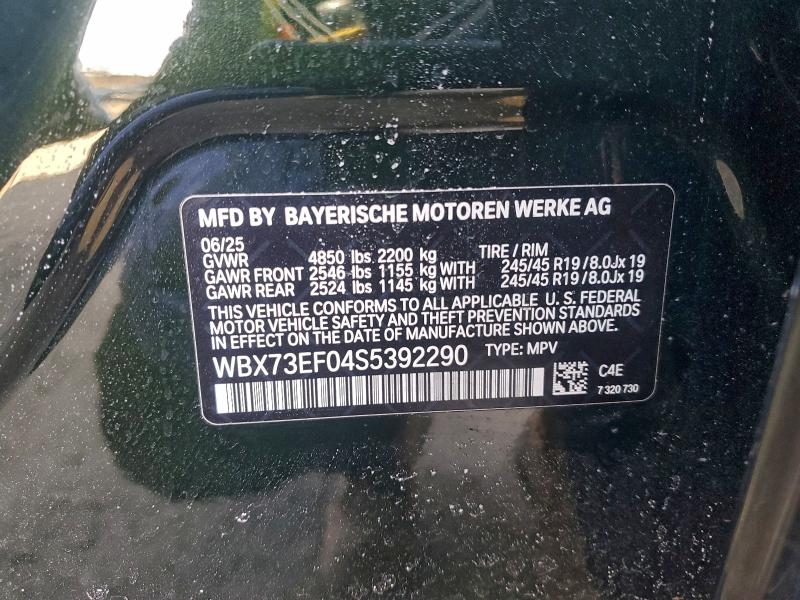 MFD BY BAYERISCHE MOTOREN WERKE AG
06/25
GVWR 4850 lbs 2200 kg TIRE / RIM
GAWR FRONT 2546 lbs 1155 kg WITH 245/45 R19 / 8.0Jx 19
GAWR REAR 2524 lbs 1145 kg WITH 245/45 R19 / 8.0Jx 19
THIS VEHICLE CONFORMS TO ALL APPLICABLE U. S. FEDERAL
MOTOR VEHICLE SAFETY AND THEFT PREVENTION STANDARDS
IN EFFECT ON THE DATE OF MANUFACTURE SHOWN ABOVE.
WBX73EF04S5392290 TYPE: MPV
C4E
7 320 730